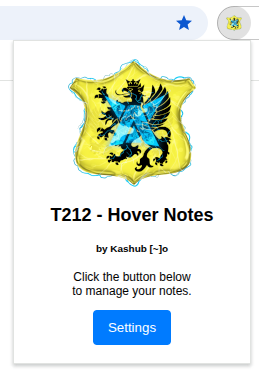 T212 - Hover Notes
by Kashub [~]o
Click the button below
to manage your notes.
Settings